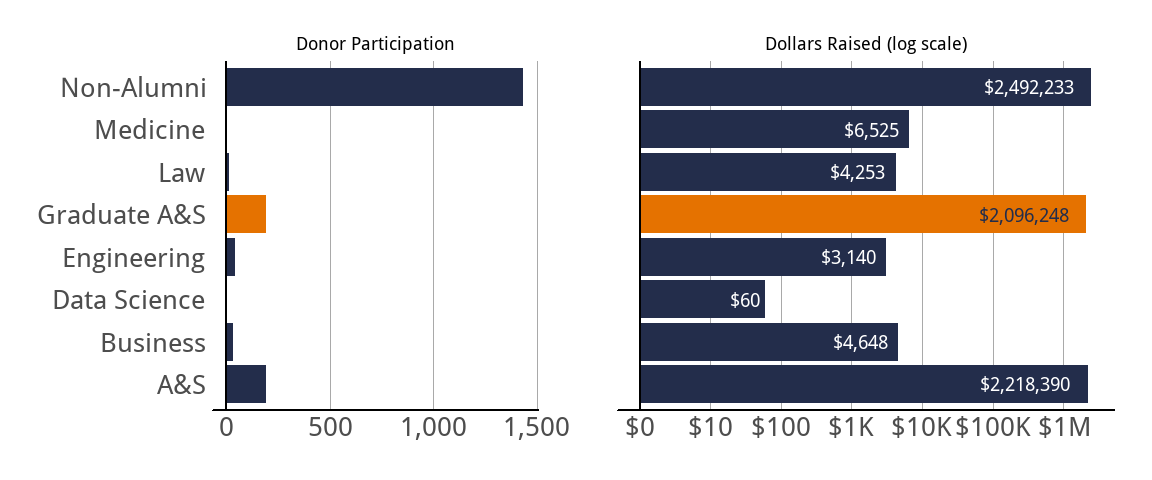 Donor Participation
Dollars Raised (log scale)
Non-Alumni
$2,492,233
Medicine
$6,525
Law
$4,253
Graduate A&S
$2,096,248
Engineering
$3,140
Data Science
$60
Business
$4,648
A&S
$2,218,390
0 500 1,000 1,500
$0 $10 $100 $1K $10K $100K $1M